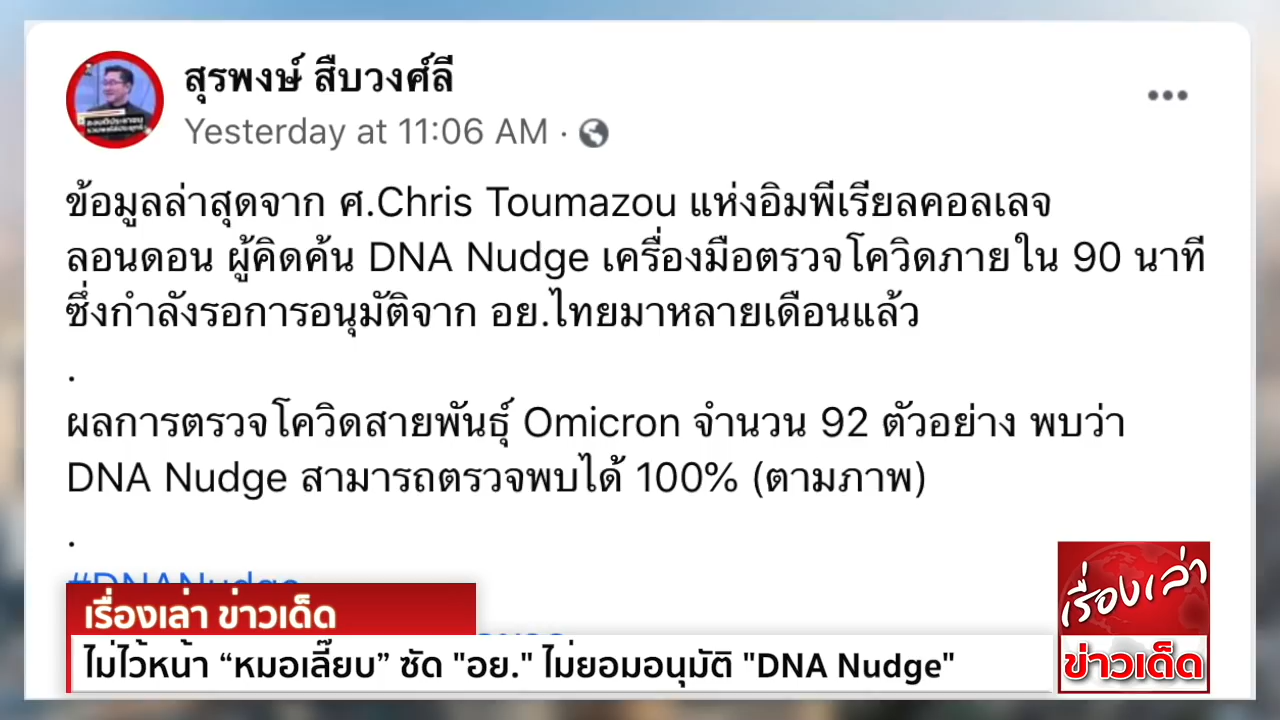 สุรพงษ์ สืบวงศ์ลี
Yesterday at 11:06 AM ·
ข้อมูลล่าสุดจาก ศ.Chris Toumazou แห่งอิมพีเรียลคอลเลจ
ลอนดอน ผู้คิดค้น DNA Nudge เครื่องมือตรวจโควิดภายใน 90 นาที
ซึ่งกำลังรอการอนุมัติจาก อย.ไทยมาหลายเดือนแล้ว
.
ผลการตรวจโควิดสายพันธุ์ Omicron จำนวน 92 ตัวอย่าง พบว่า
DNA Nudge สามารถตรวจพบได้ 100% (ตามภาพ)
.
#DNANudge
เรื่องเล่า ข่าวเด็ด
ไม่ไว้หน้า “หมอเลี๊ยบ” ซัด "อย." ไม่ยอมอนุมัติ "DNA Nudge"
เรื่องเล่า
ข่าวเด็ด